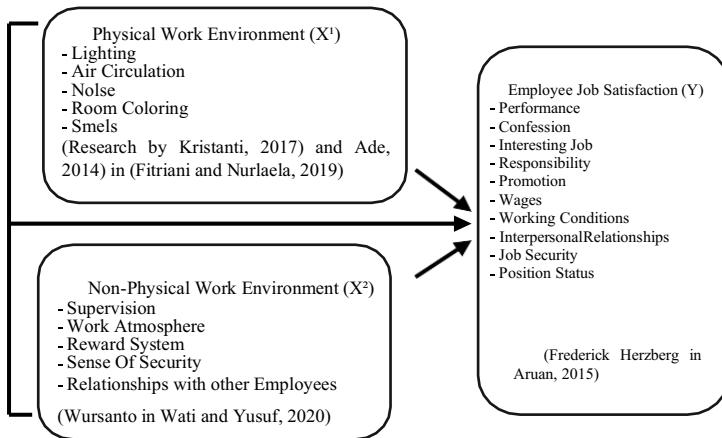 Physical Work Environment (X¹)
- Lighting
- Air Circulation
- Nolse
- Room Coloring
- Smels
(Research by Kristanti, 2017) and Ade,
2014) in (Fitriani and Nurlaela, 2019)
Non-Physical Work Environment (X²)
- Supervision
- Work Atmosphere
- Reward System
- Sense Of Security
- Relationships with other Employees
(Wursanto in Wati and Yusuf, 2020)
Employee Job Satisfaction (Y)
- Performance
- Confession
- Interesting Job
- Responsibility
- Promotion
- Wages
- Working Conditions
- InterpersonalRelationships
- Job Security
- Position Status
(Frederick Herzberg in
Aruan, 2015)